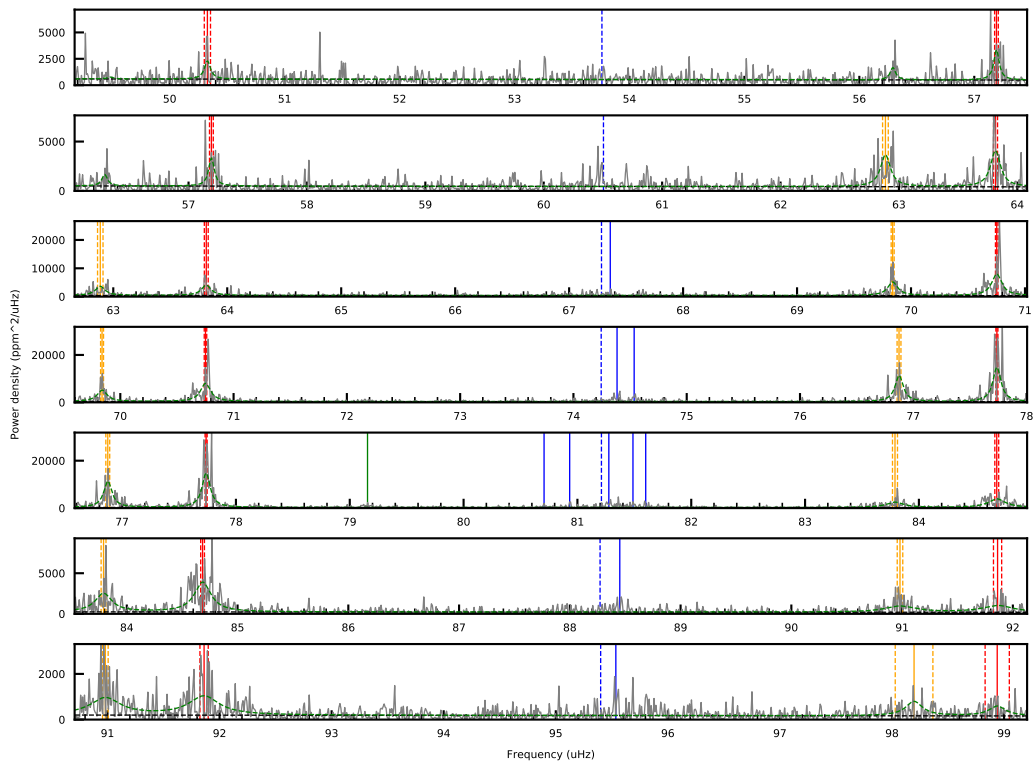 5000
2500
0
50 51 52 53 54 55 56 57
5000
0
57 58 59 60 61 62 63 64
20000
10000
0
63 64 65 66 67 68 69 70 71
20000
0
70 71 72 73 74 75 76 77 78
20000
0
77 78 79 80 81 82 83 84
5000
0
84 85 86 87 88 89 90 91 92
2000
0
91 92 93 94 95 96 97 98 99
Power density (ppm^2/uHz)
Frequency (uHz)